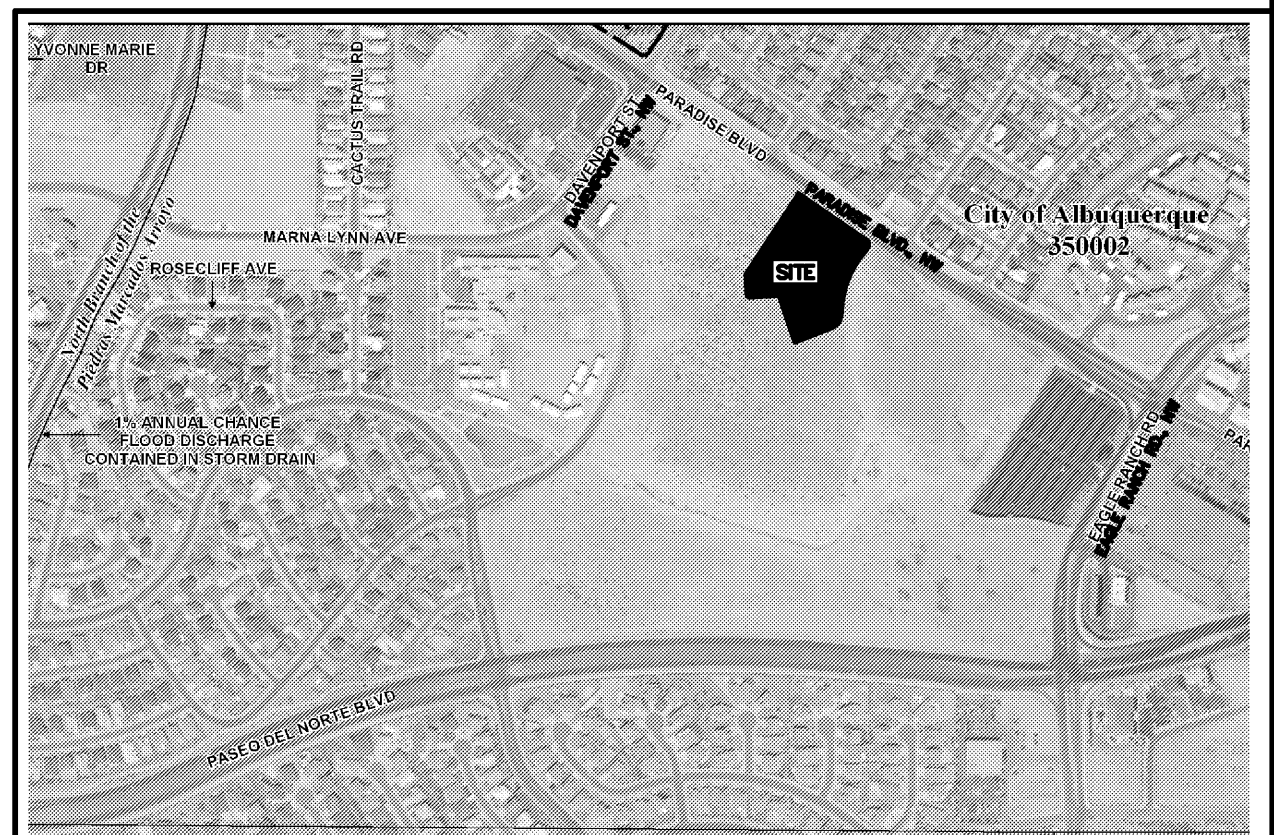 YVONNE MARIE
DR
CACTUS TRAIL RD
DAVENPORT ST
DAVENPORT ST., NW
PARADISE BLVD
PARADISE BLVD., NW
City of Albuquerque
350002
MARNA LYNN AVE
ROSECLIFF AVE
SITE
North Branch of the
Piedras Marcados Arroyo
1% ANNUAL CHANCE
FLOOD DISCHARGE
CONTAINED IN STORM DRAIN
EAGLE RANCH RD
EAGLE RANCH RD., NW
PAR
PASEO DEL NORTE BLVD